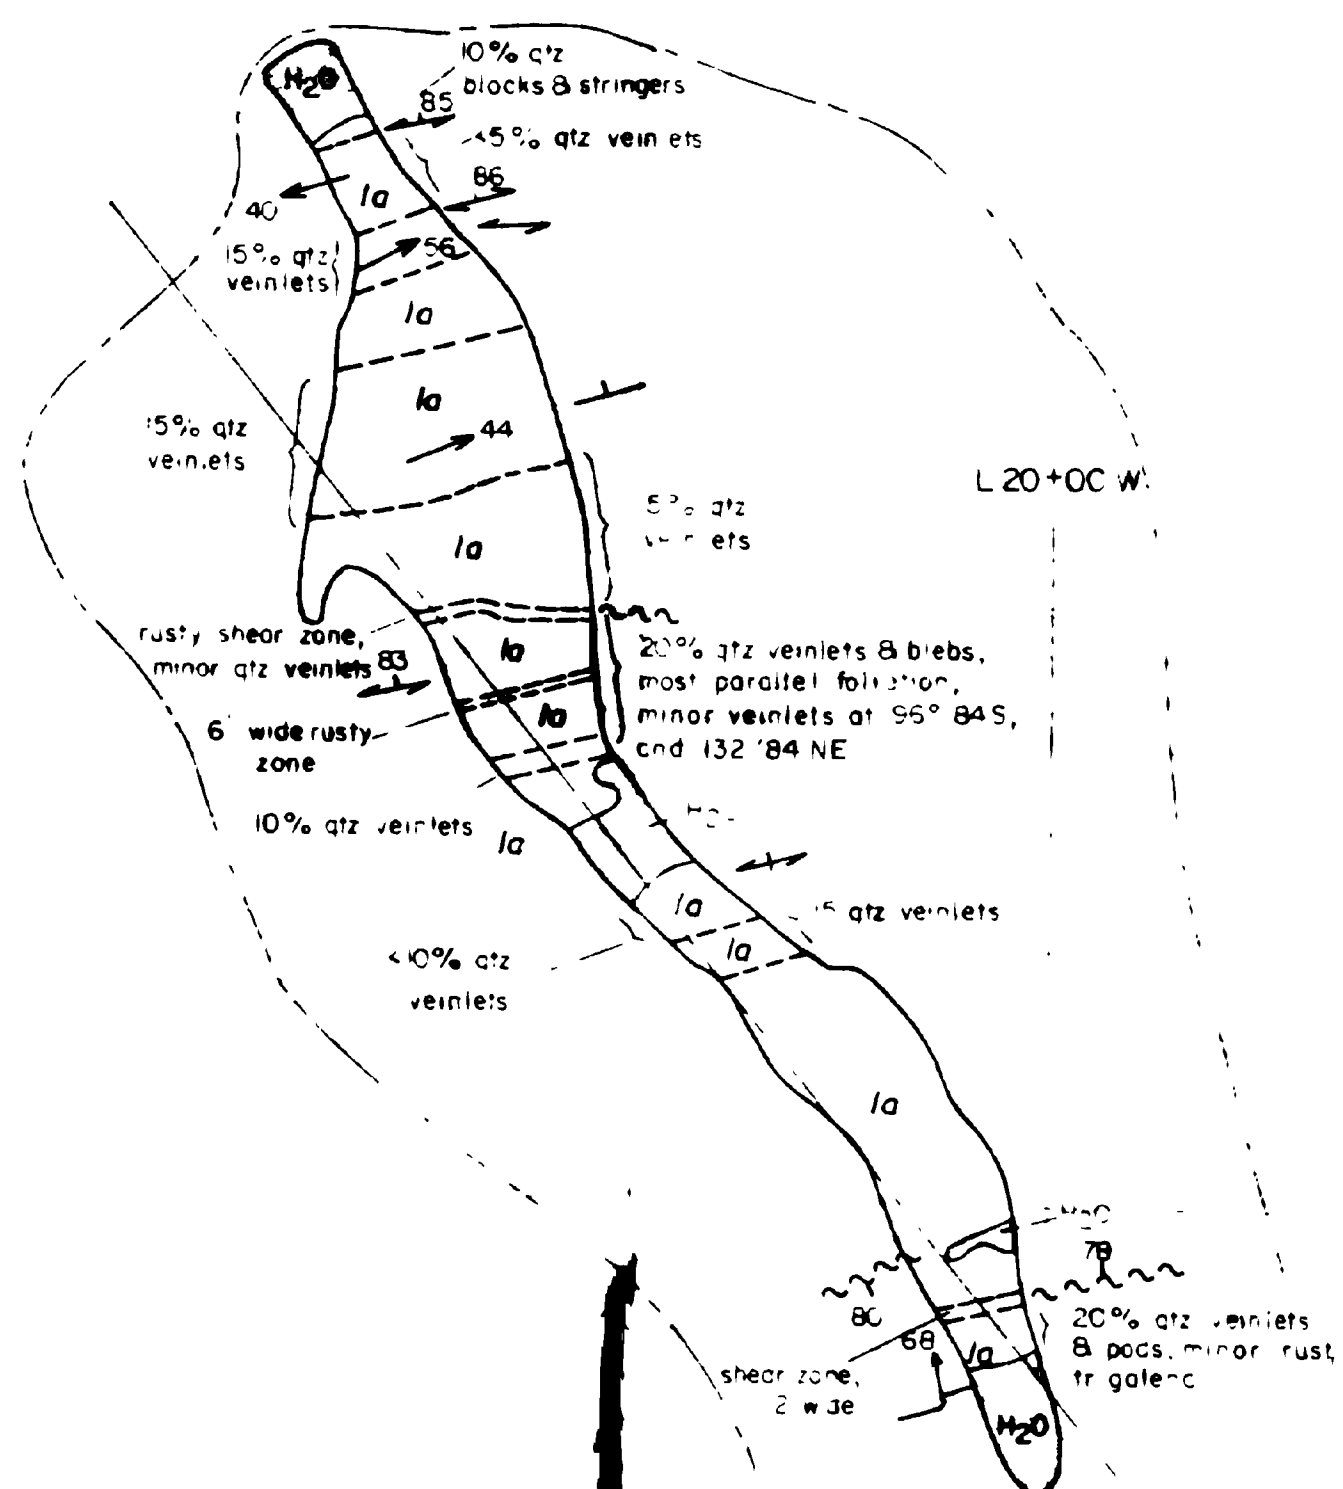 H2O
10% qtz
blocks & stringers
85
<5% qtz veinlets
86
la
40
56
15% qtz
veinlets
la
la
15% qtz
veinlets
44
L 20+00 W
5% qtz
veinlets
la
rusty shear zone,
minor qtz veinlets
83
la
20% qtz veinlets & blebs,
most parallel foliation,
minor veinlets at 96° 84S,
and 132 '84 NE
6' wide rusty
zone
la
10% qtz veinlets
la
la
qtz veinlets
la
<10% qtz
veinlets
la
H2O
78
80
68
20% qtz veinlets
& pods, minor rust,
tr galena
la
shear zone,
2 wide
H2O